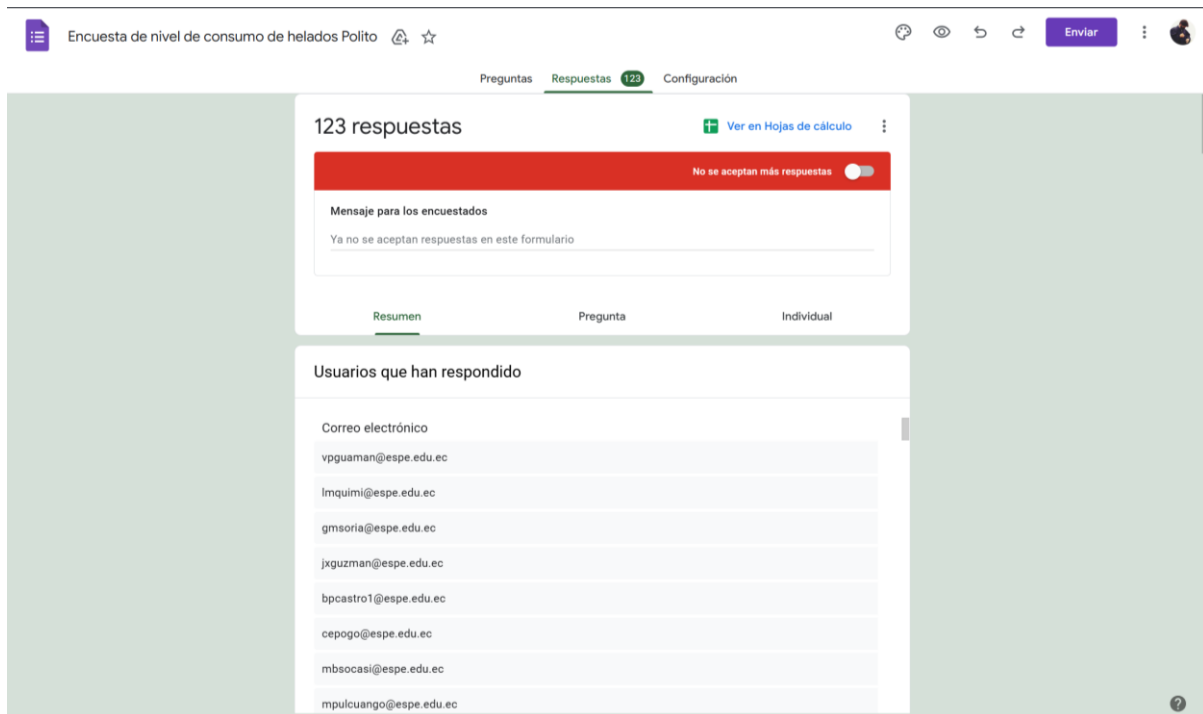 Encuesta de nivel de consumo de helados Polito
Enviar
Preguntas Respuestas 123 Configuración
123 respuestas Ver en Hojas de cálculo
No se aceptan más respuestas
Mensaje para los encuestados
Ya no se aceptan respuestas en este formulario
Resumen Pregunta Individual
Usuarios que han respondido
Correo electrónico
vpguaman@espe.edu.ec
lmquimi@espe.edu.ec
gmsoria@espe.edu.ec
jxguzman@espe.edu.ec
bpcastro1@espe.edu.ec
cepogo@espe.edu.ec
mbsocasi@espe.edu.ec
mpulcuango@espe.edu.ec